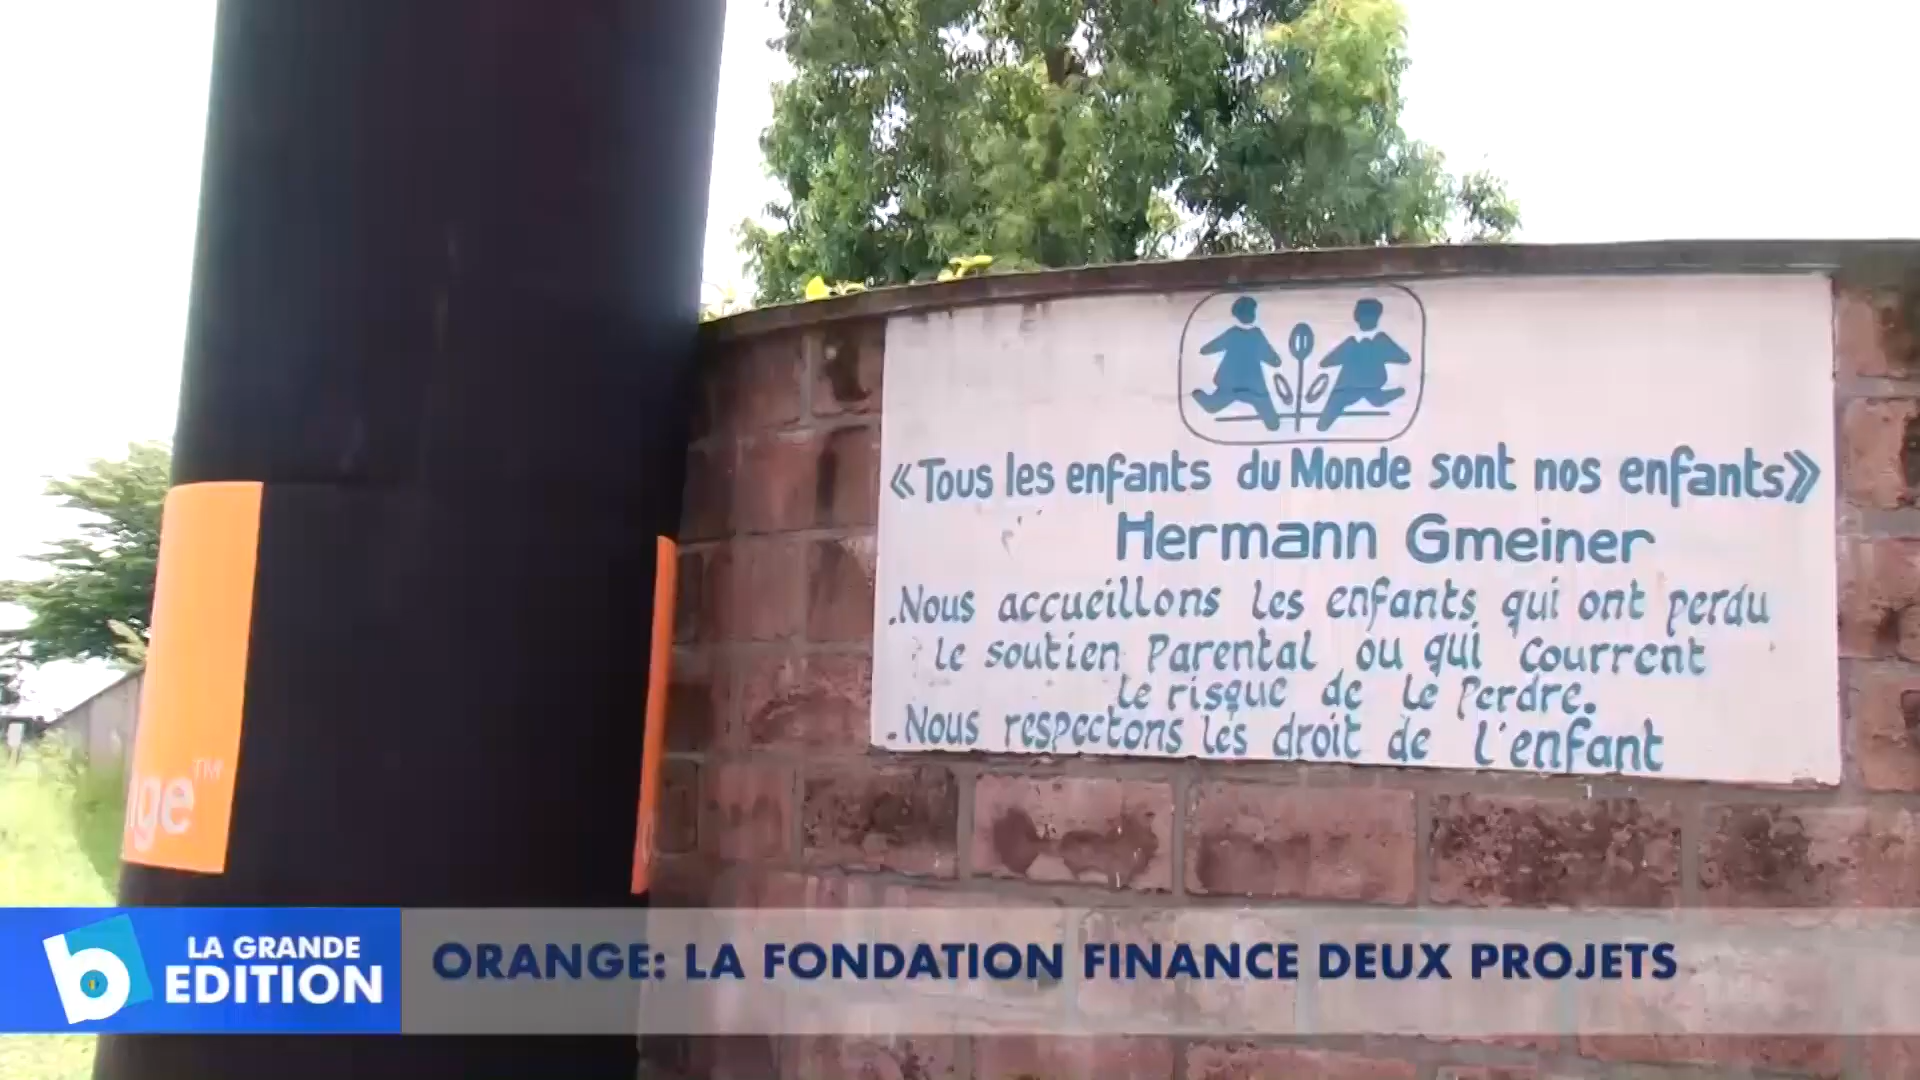 «Tous les enfants du Monde sont nos enfants»
Hermann Gmeiner
.Nous accueillons les enfants qui ont perdu
le soutien Parental ou qui courrent
le risque de le Perdre.
.Nous respectons les droit de l'enfant
nge™
LA GRANDE
EDITION
ORANGE: LA FONDATION FINANCE DEUX PROJETS